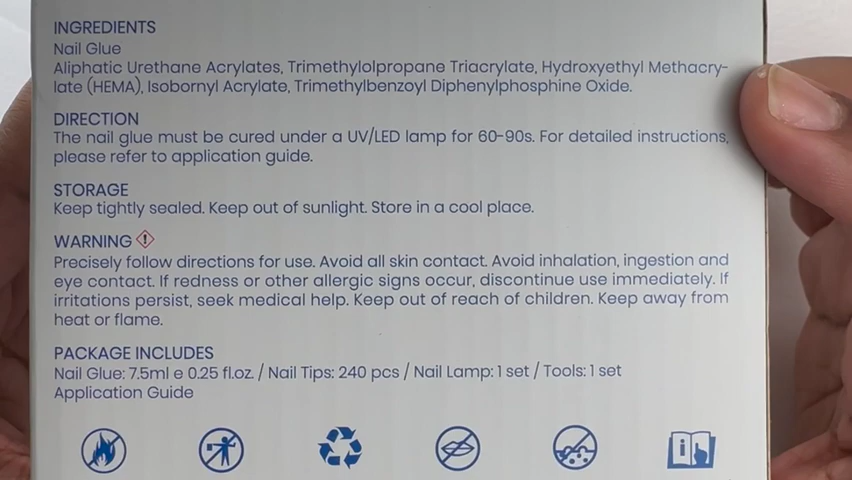 INGREDIENTS
Nail Glue
Aliphatic Urethane Acrylates, Trimethylolpropane Triacrylate, Hydroxyethyl Methacry-
late (HEMA), Isobornyl Acrylate, Trimethylbenzoyl Diphenylphosphine Oxide.
DIRECTION
The nail glue must be cured under a UV/LED lamp for 60-90s. For detailed instructions,
please refer to application guide.
STORAGE
Keep tightly sealed. Keep out of sunlight. Store in a cool place.
WARNING
Precisely follow directions for use. Avoid all skin contact. Avoid inhalation, ingestion and
eye contact. If redness or other allergic signs occur, discontinue use immediately. If
irritations persist, seek medical help. Keep out of reach of children. Keep away from
heat or flame.
PACKAGE INCLUDES
Nail Glue: 7.5ml e 0.25 fl.oz. / Nail Tips: 240 pcs / Nail Lamp: 1 set / Tools: 1 set
Application Guide